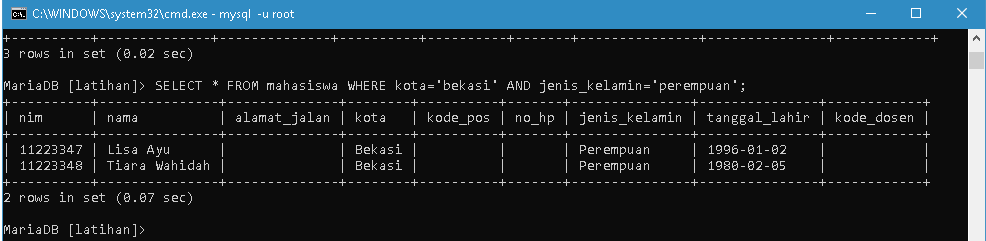 C:\WINDOWS\system32\cmd.exe - mysql -u root
+----------+--------------+--------------+---------+----------+-------+---------------+---------------+------------+
3 rows in set (0.02 sec)
MariaDB [latihan]> SELECT * FROM mahasiswa WHERE kota='bekasi' AND jenis_kelamin='perempuan';
+----------+---------------+--------------+--------+----------+-------+---------------+---------------+------------+
| nim | nama | alamat_jalan | kota | kode_pos | no_hp | jenis_kelamin | tanggal_lahir | kode_dosen |
+----------+---------------+--------------+--------+----------+-------+---------------+---------------+------------+
| 11223347 | Lisa Ayu | | Bekasi | | | Perempuan | 1996-01-02 | |
| 11223348 | Tiara Wahidah | | Bekasi | | | Perempuan | 1980-02-05 | |
+----------+---------------+--------------+--------+----------+-------+---------------+---------------+------------+
2 rows in set (0.07 sec)
MariaDB [latihan]>